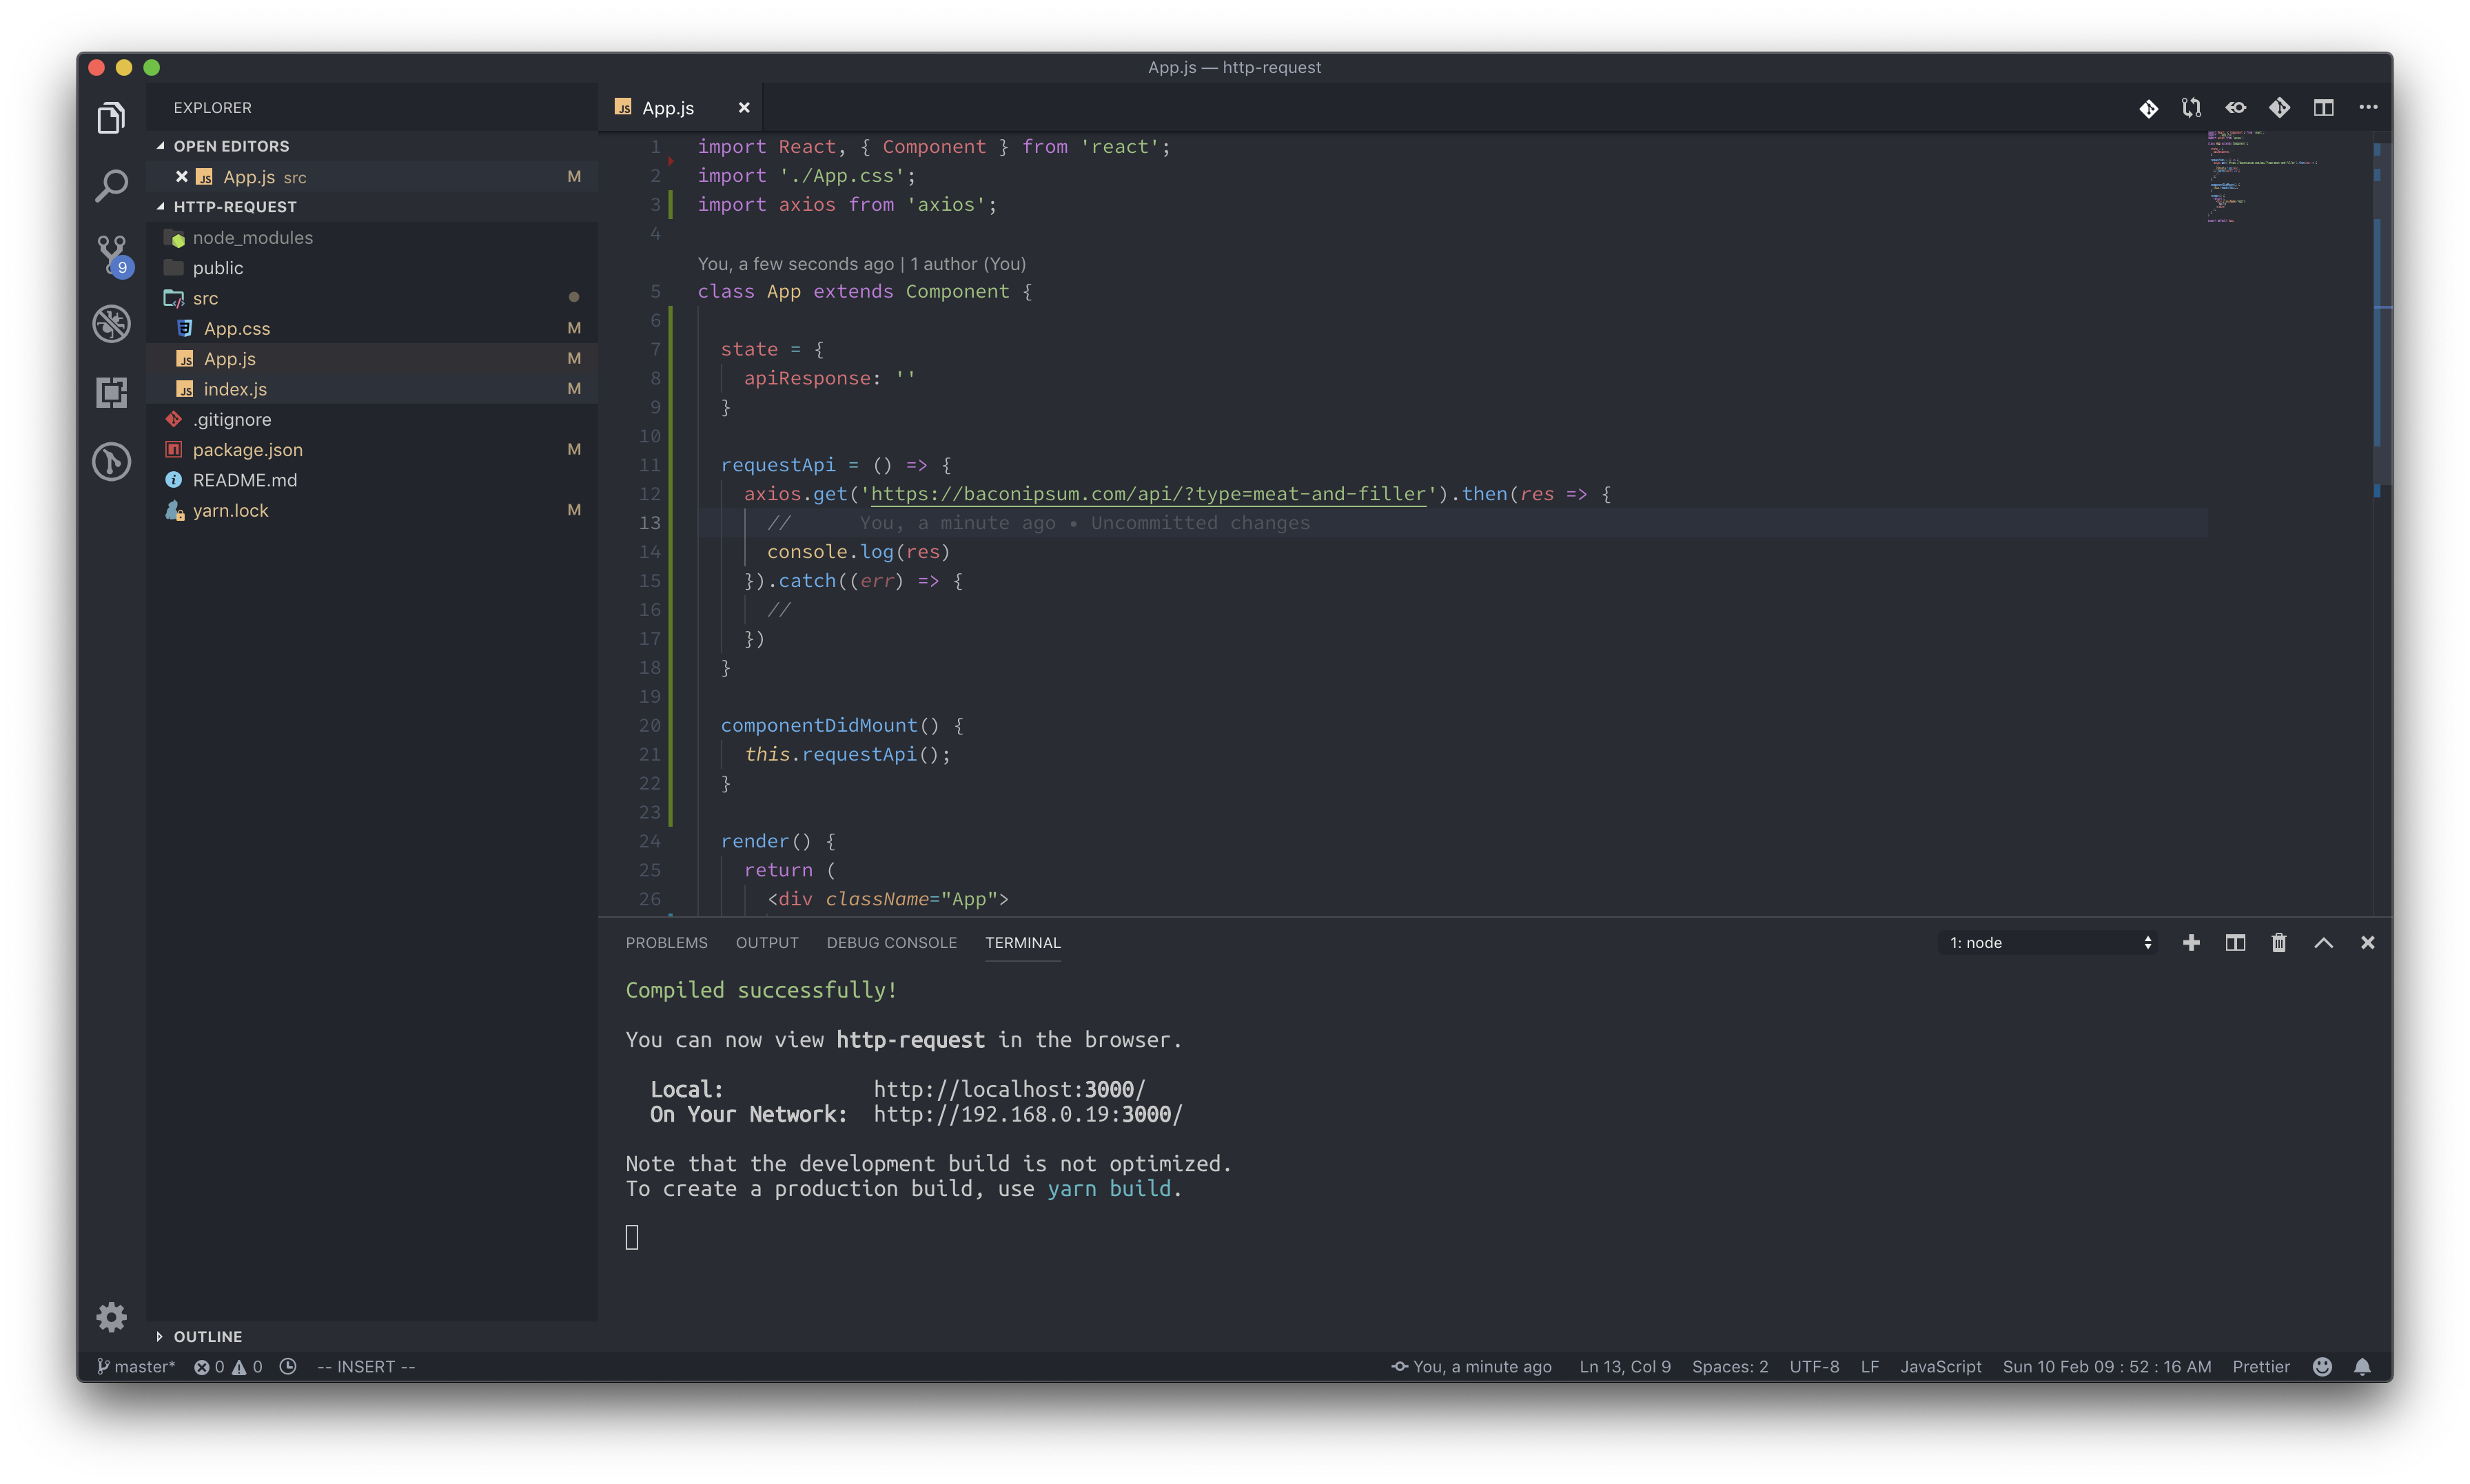 App.js — http-request
EXPLORER
OPEN EDITORS
App.js src M
HTTP-REQUEST
node_modules
public
src
App.css M
App.js M
index.js M
.gitignore
package.json M
README.md
yarn.lock M
OUTLINE
9
App.js
1 import React, { Component } from 'react';
2 import './App.css';
3 import axios from 'axios';
4
You, a few seconds ago | 1 author (You)
5 class App extends Component {
6
7 state = {
8 apiResponse: ''
9 }
10
11 requestApi = () => {
12 axios.get('https://baconipsum.com/api/?type=meat-and-filler').then(res => {
13 // You, a minute ago • Uncommitted changes
14 console.log(res)
15 }).catch((err) => {
16 //
17 })
18 }
19
20 componentDidMount() {
21 this.requestApi();
22 }
23
24 render() {
25 return (
26 <div className="App">
PROBLEMS OUTPUT DEBUG CONSOLE TERMINAL 1: node
Compiled successfully!
You can now view http-request in the browser.
Local: http://localhost:3000/
On Your Network: http://192.168.0.19:3000/
Note that the development build is not optimized.
To create a production build, use yarn build.
master* 0 0 -- INSERT -- You, a minute ago Ln 13, Col 9 Spaces: 2 UTF-8 LF JavaScript Sun 10 Feb 09 : 52 : 16 AM Prettier